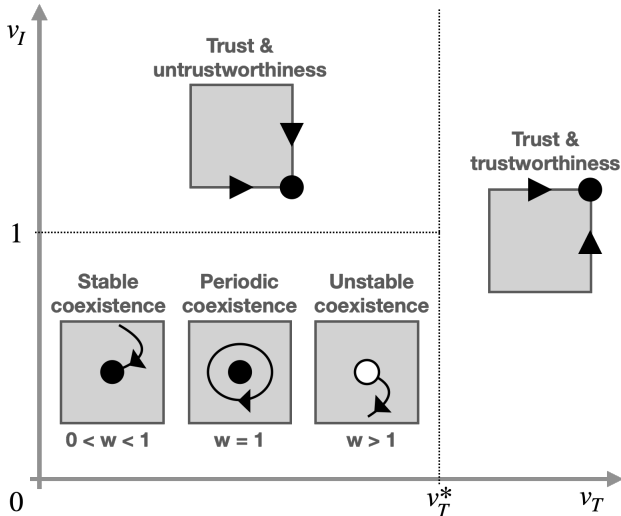 v_I
Trust &
untrustworthiness
Trust &
trustworthiness
1
Stable
coexistence
Periodic
coexistence
Unstable
coexistence
0 < w < 1
w = 1
w > 1
0
v_T^*
v_T